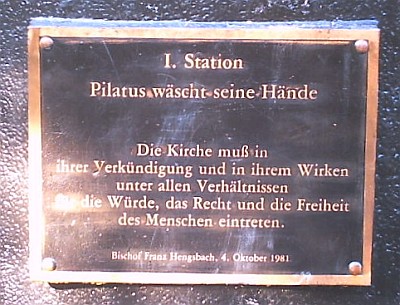 I. Station
Pilatus wäscht seine Hände
Die Kirche muß in
ihrer Verkündigung und in ihrem Wirken
unter allen Verhältnissen
für die Würde, das Recht und die Freiheit
des Menschen eintreten.
Bischof Franz Hengsbach, 4. Oktober 1981